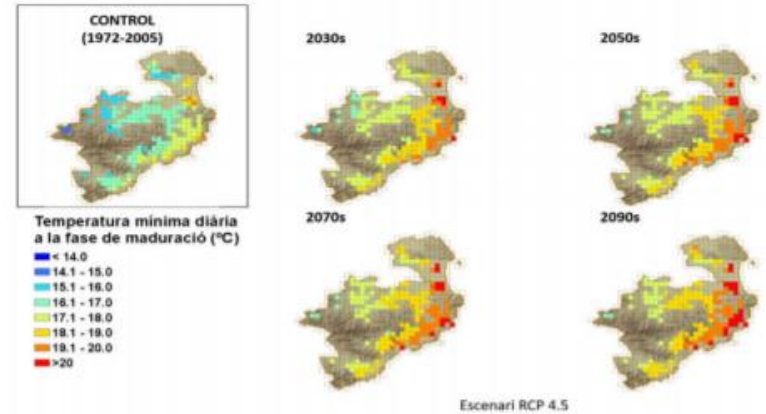 CONTROL
(1972-2005)
2030s
2050s
Temperatura mínima diària
a la fase de maduració (ºC)
< 14.0
14.1 - 15.0
15.1 - 16.0
16.1 - 17.0
17.1 - 18.0
18.1 - 19.0
19.1 - 20.0
>20
2070s
2090s
Escenari RCP 4.5